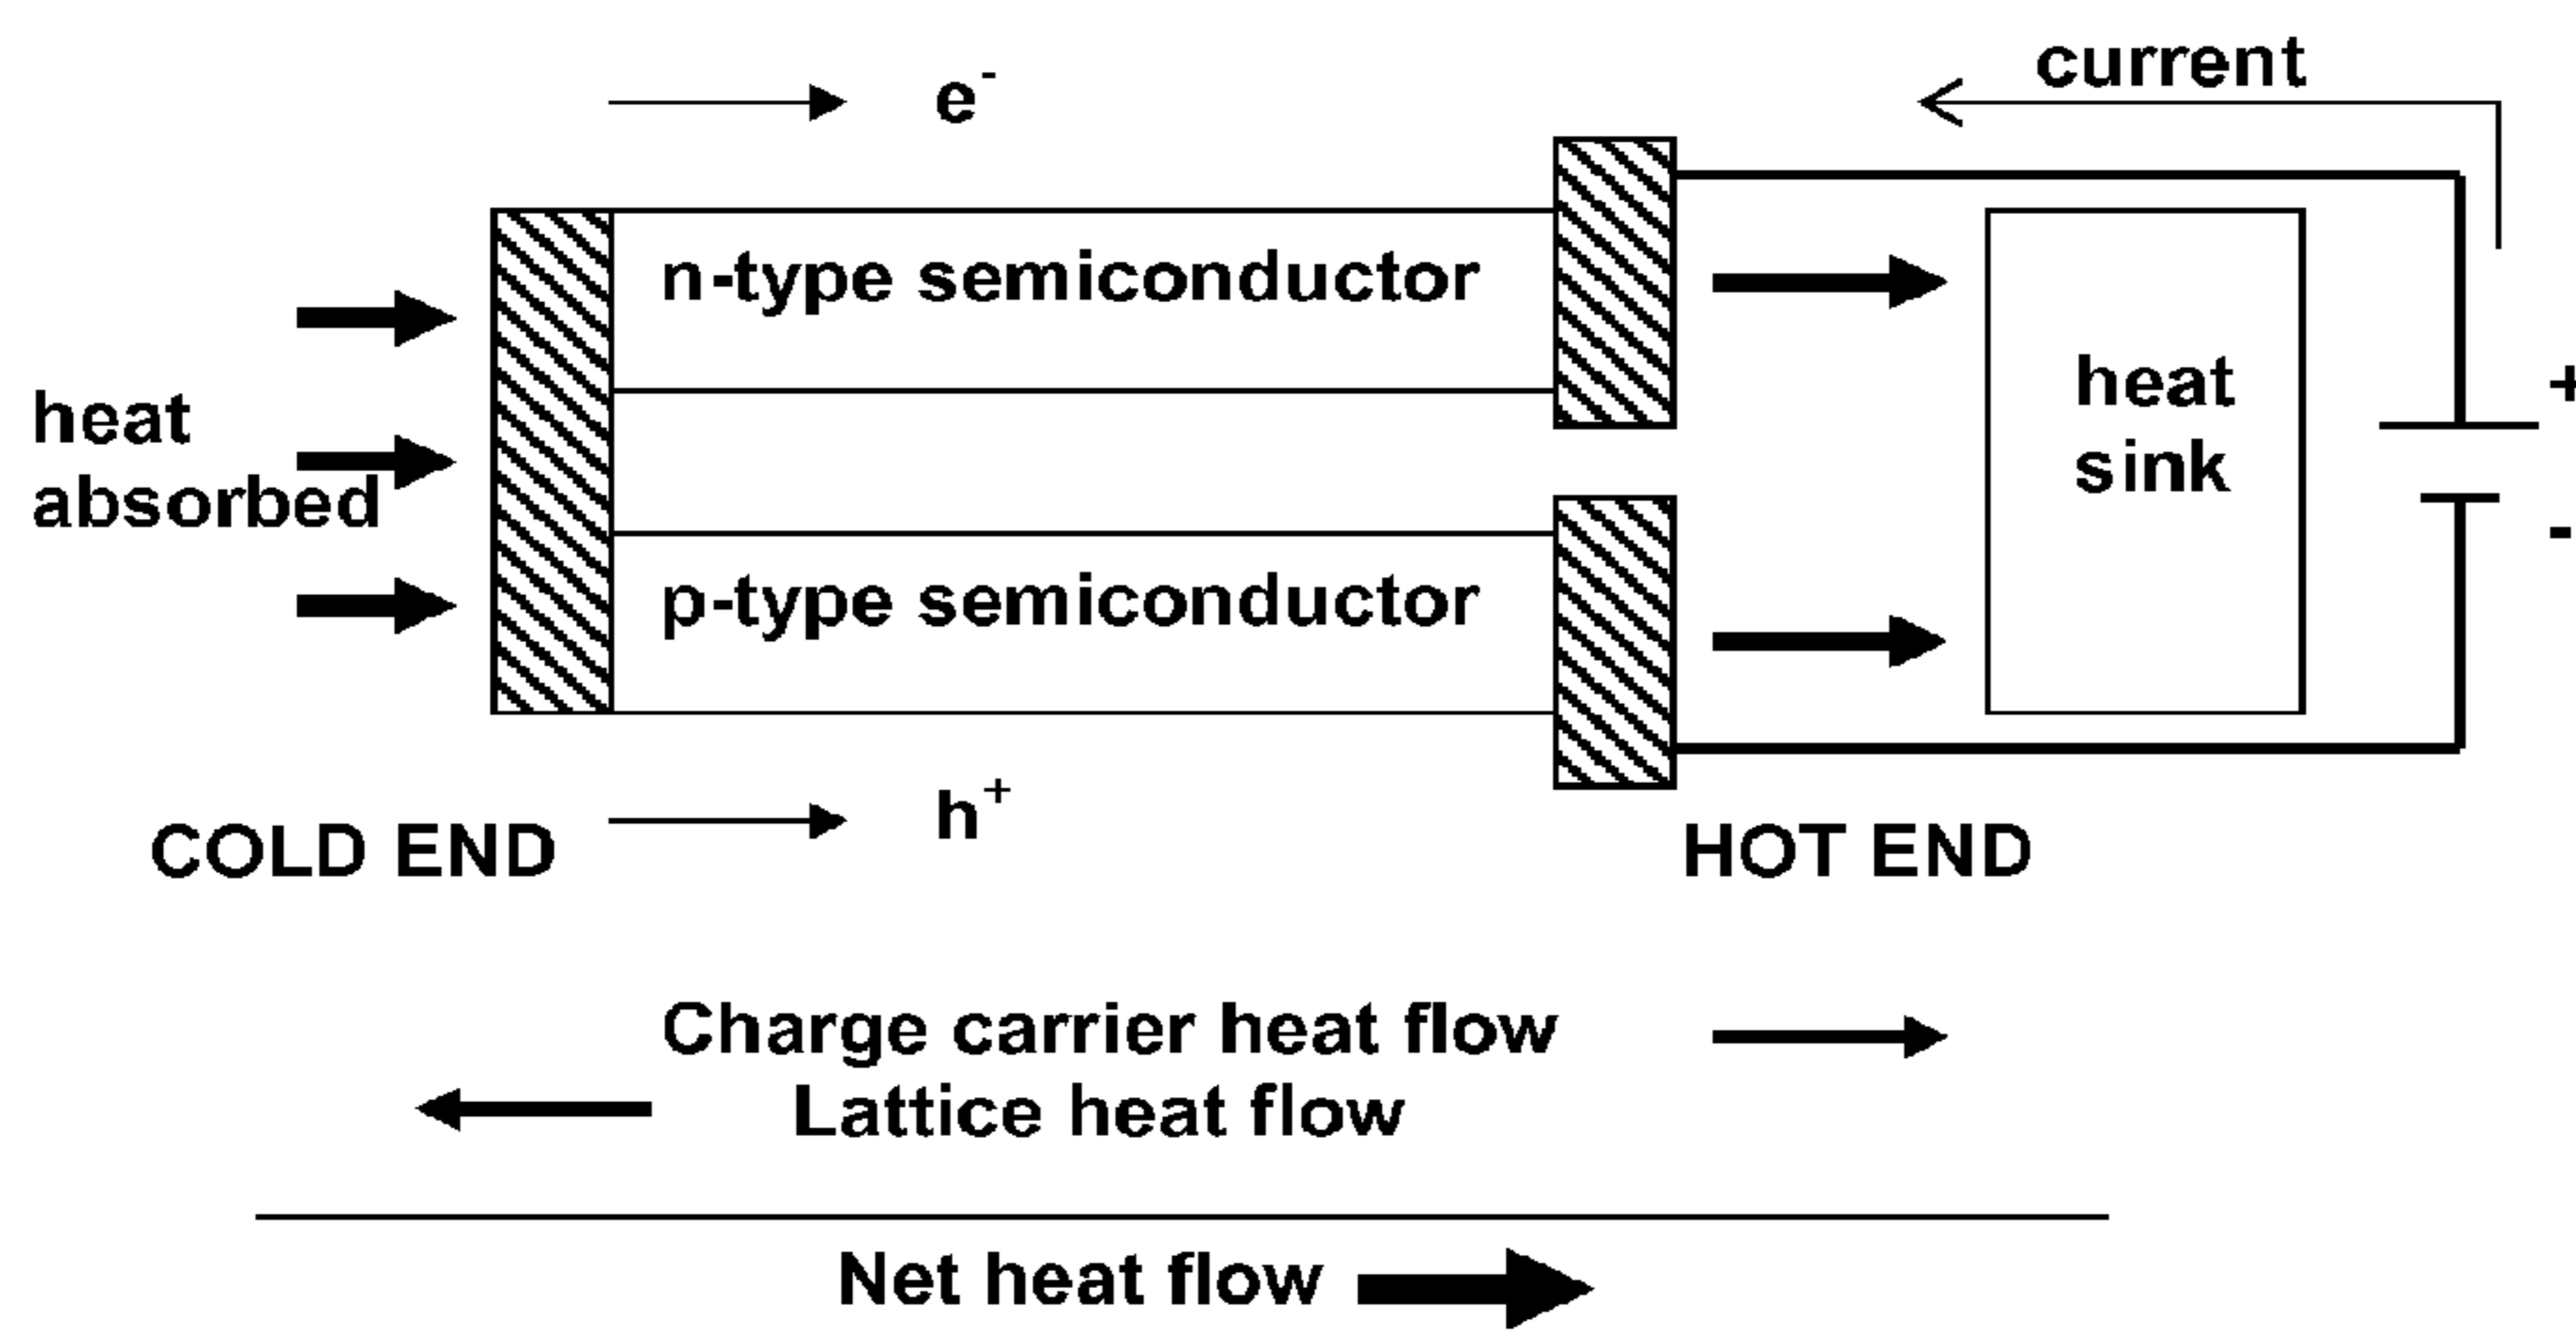 current
e⁻
n-type semiconductor
heat
absorbed
heat
sink
+
-
p-type semiconductor
h⁺
COLD END
HOT END
Charge carrier heat flow
Lattice heat flow
Net heat flow